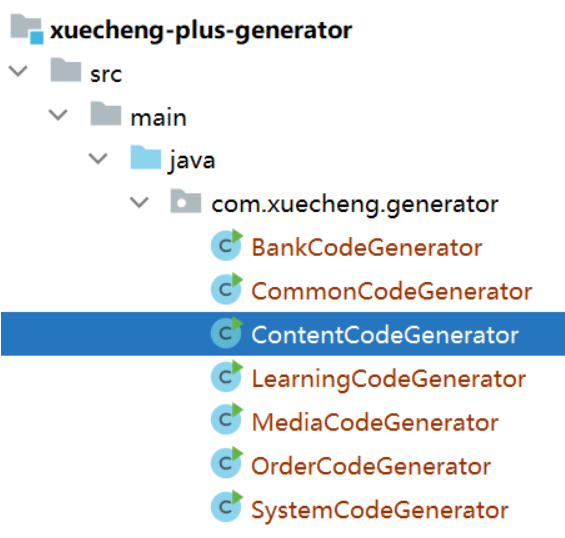 xuecheng-plus-generator
src
main
java
com.xuecheng.generator
BankCodeGenerator
CommonCodeGenerator
ContentCodeGenerator
LearningCodeGenerator
MediaCodeGenerator
OrderCodeGenerator
SystemCodeGenerator